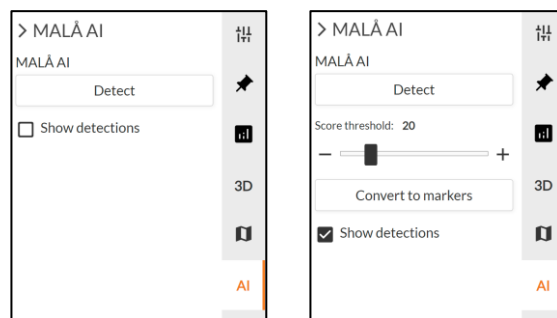 > MALÅ AI
MALÅ AI
Detect
Show detections
3D
AI
> MALÅ AI
MALÅ AI
Detect
Score threshold: 20
− +
Convert to markers
Show detections
3D
AI